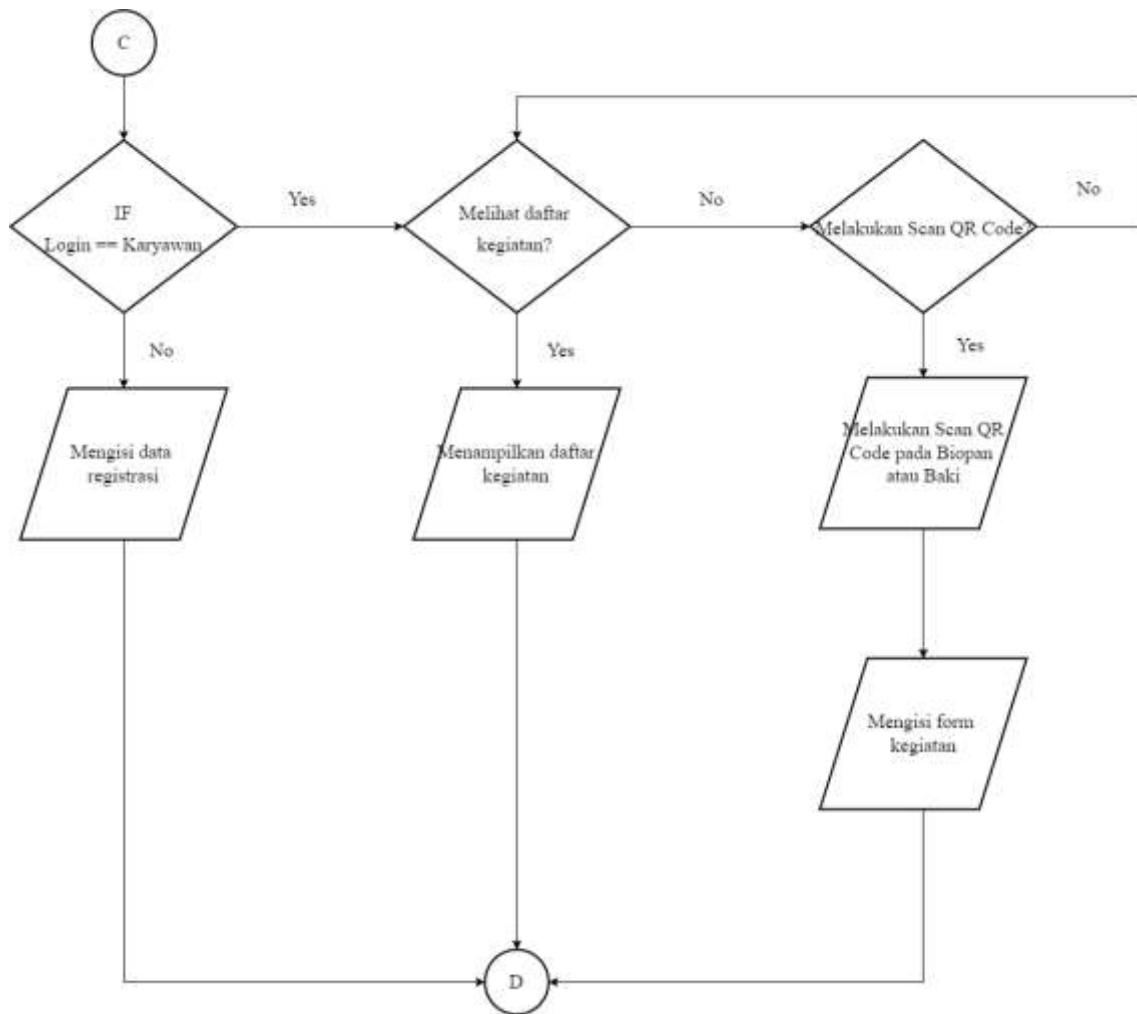 C
IF
Login == Karyawan
Yes
Melihat daftar
kegiatan?
No
Melakukan Scan QR Code?
No
No
Yes
Yes
Mengisi data
registrasi
Menampilkan daftar
kegiatan
Melakukan Scan QR
Code pada Biopan
atau Baki
Mengisi form
kegiatan
D